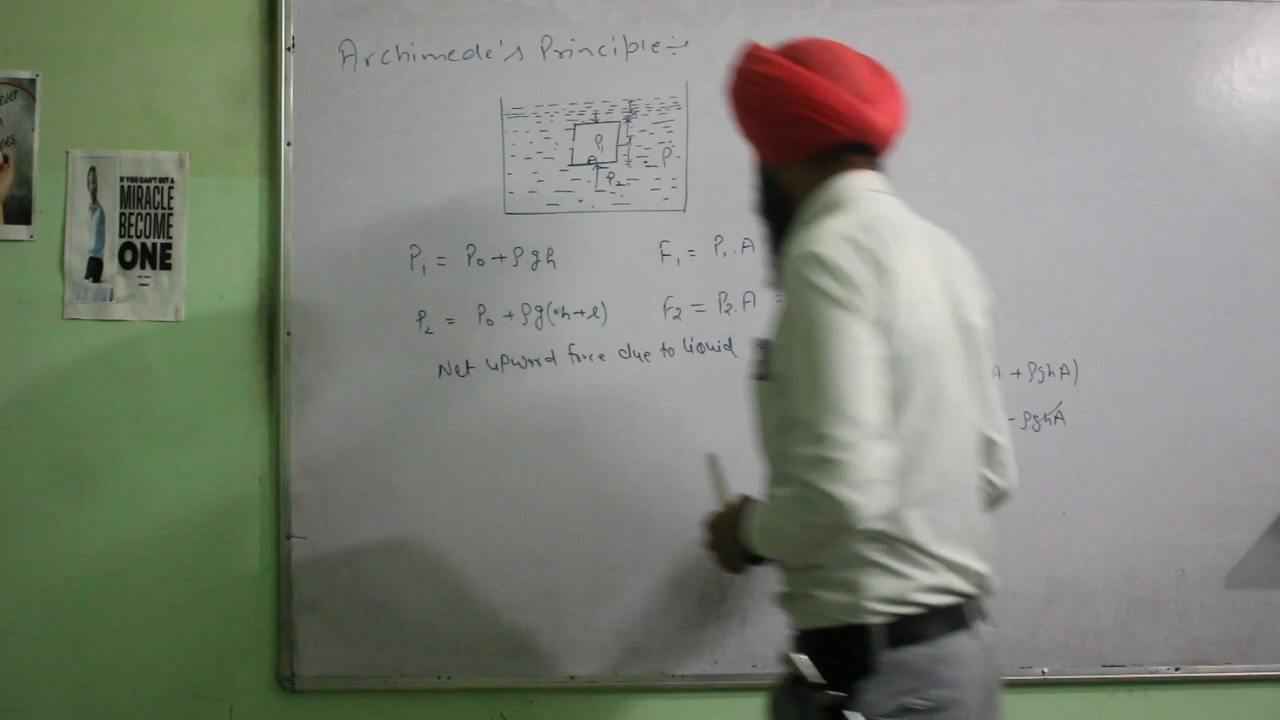 Archimede's Principle :→
P₁
P₂
ρ
P₁ = P₀ + ρgh
F₁ = P₁.A
P₂ = P₀ + ρg(h+l)
F₂ = P₂.A =
Net upward force due to liquid
A + ρghA)
- ρghA
IF YOU CAN'T GET A
MIRACLE
BECOME
ONE
ever